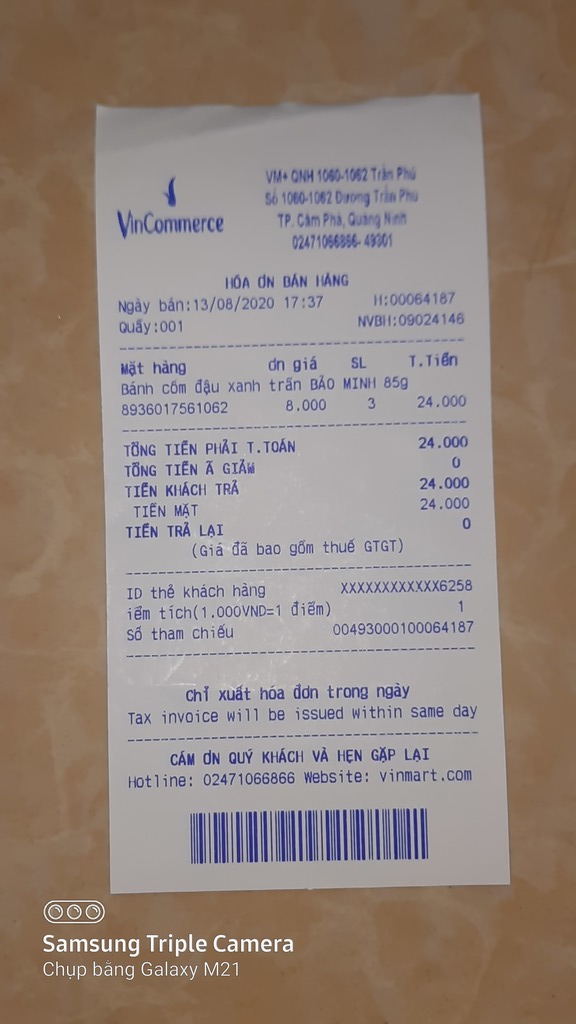 VinCommerce
VM+ QNH 1060-1062 Trần Phú
Số 1060-1062 Đường Trần Phú
TP. Cẩm Phả, Quảng Ninh
02471066866- 49301
HÓA ƠN BÁN HÀNG
Ngày bán:13/08/2020 17:37 H:00064187
Quầy:001 NVBH:09024146
Mặt hàng ơn giá SL T.Tiền
Bánh cốm đậu xanh trần BẢO MINH 85g
8936017561062 8.000 3 24.000
TỔNG TIỀN PHẢI T.TOÁN 24.000
TỔNG TIỀN Ã GIẢM 0
TIỀN KHÁCH TRẢ 24.000
TIỀN MẶT 24.000
TIỀN TRẢ LẠI 0
(Giá đã bao gồm thuế GTGT)
ID thẻ khách hàng XXXXXXXXXXXX6258
iểm tích(1.000VND=1 điểm) 1
Số tham chiếu 00493000100064187
Chỉ xuất hóa đơn trong ngày
Tax invoice will be issued within same day
CÁM ƠN QUÝ KHÁCH VÀ HẸN GẶP LẠI
Hotline: 02471066866 Website: vinmart.com
Samsung Triple Camera
Chụp bằng Galaxy M21